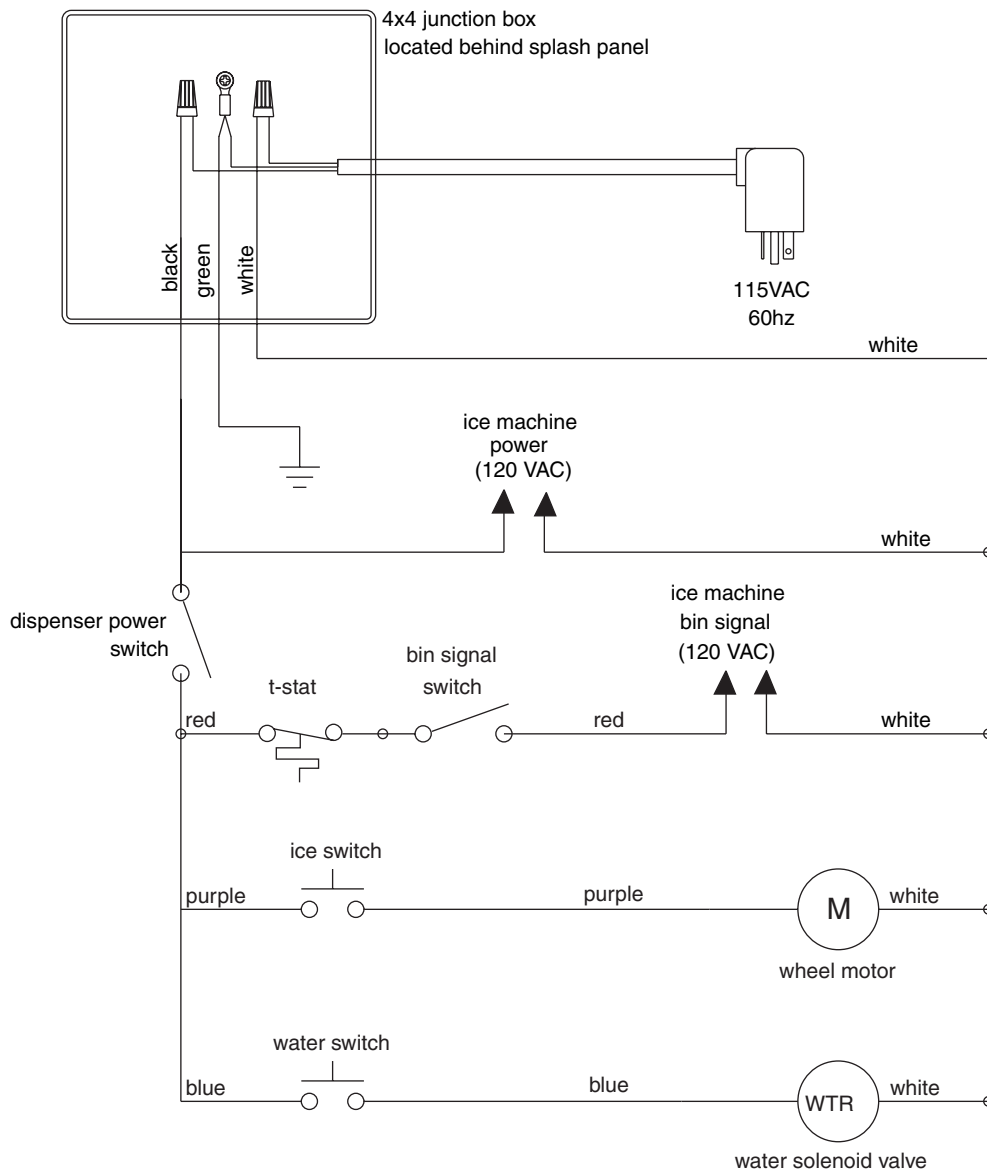 4x4 junction box
located behind splash panel
black
green
white
115VAC
60hz
white
ice machine
power
(120 VAC)
white
dispenser power
switch
ice machine
bin signal
(120 VAC)
t-stat
bin signal
switch
red
red
white
ice switch
purple
purple
M
white
wheel motor
water switch
blue
blue
WTR
white
water solenoid valve